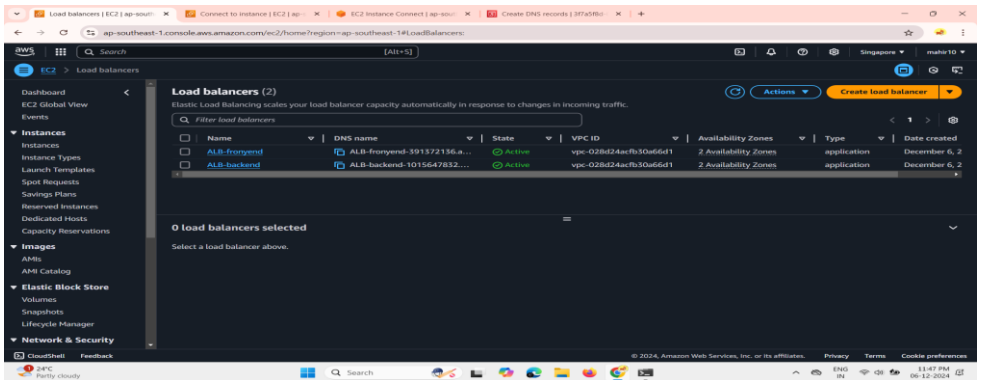 Load balancers | EC2 | ap-south-
Connect to instance | EC2 | ap-
EC2 Instance Connect | ap-sou
Create DNS records
ap-southeast-1.console.aws.amazon.com/ec2/home?region=ap-southeast-1#LoadBalancers:
aws Search [Alt+S] Singapore mahir10
EC2 > Load balancers
Dashboard
EC2 Global View
Events
Instances
Instances
Instance Types
Launch Templates
Spot Requests
Savings Plans
Reserved Instances
Dedicated Hosts
Capacity Reservations
Images
AMIs
AMI Catalog
Elastic Block Store
Volumes
Snapshots
Lifecycle Manager
Network & Security
Load balancers (2)
Actions
Create load balancer
Elastic Load Balancing scales your load balancer capacity automatically in response to changes in incoming traffic.
Filter load balancers
1
Name DNS name State VPC ID Availability Zones Type Date created
ALB-fronyend ALB-fronyend-391372136.a... Active vpc-028d24acfb30a66d1 2 Availability Zones application December 6, 2
ALB-backend ALB-backend-1015647832.... Active vpc-028d24acfb30a66d1 2 Availability Zones application December 6, 2
0 load balancers selected
Select a load balancer above.
CloudShell Feedback © 2024, Amazon Web Services, Inc. or its affiliates. Privacy Terms Cookie preferences
24°C
Partly cloudy
Search
ENG
IN
11:47 PM
06-12-2024